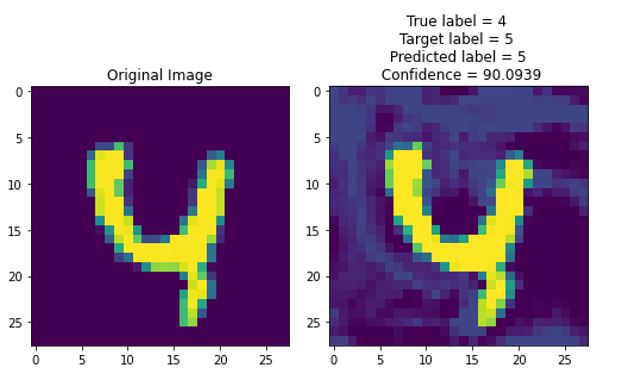 Original Image
0
5
10
15
20
25
0 5 10 15 20 25
True label = 4
Target label = 5
Predicted label = 5
Confidence = 90.0939
0
5
10
15
20
25
0 5 10 15 20 25